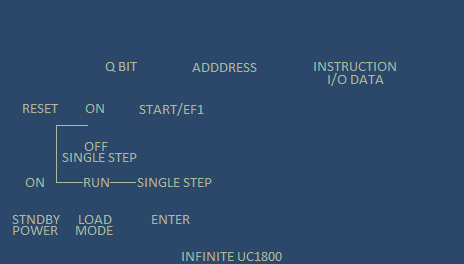 Q BIT ADDDRESS INSTRUCTION
I/O DATA
RESET ON START/EF1
OFF
SINGLE STEP
ON RUN SINGLE STEP
STNDBY LOAD ENTER
POWER MODE
INFINITE UC1800